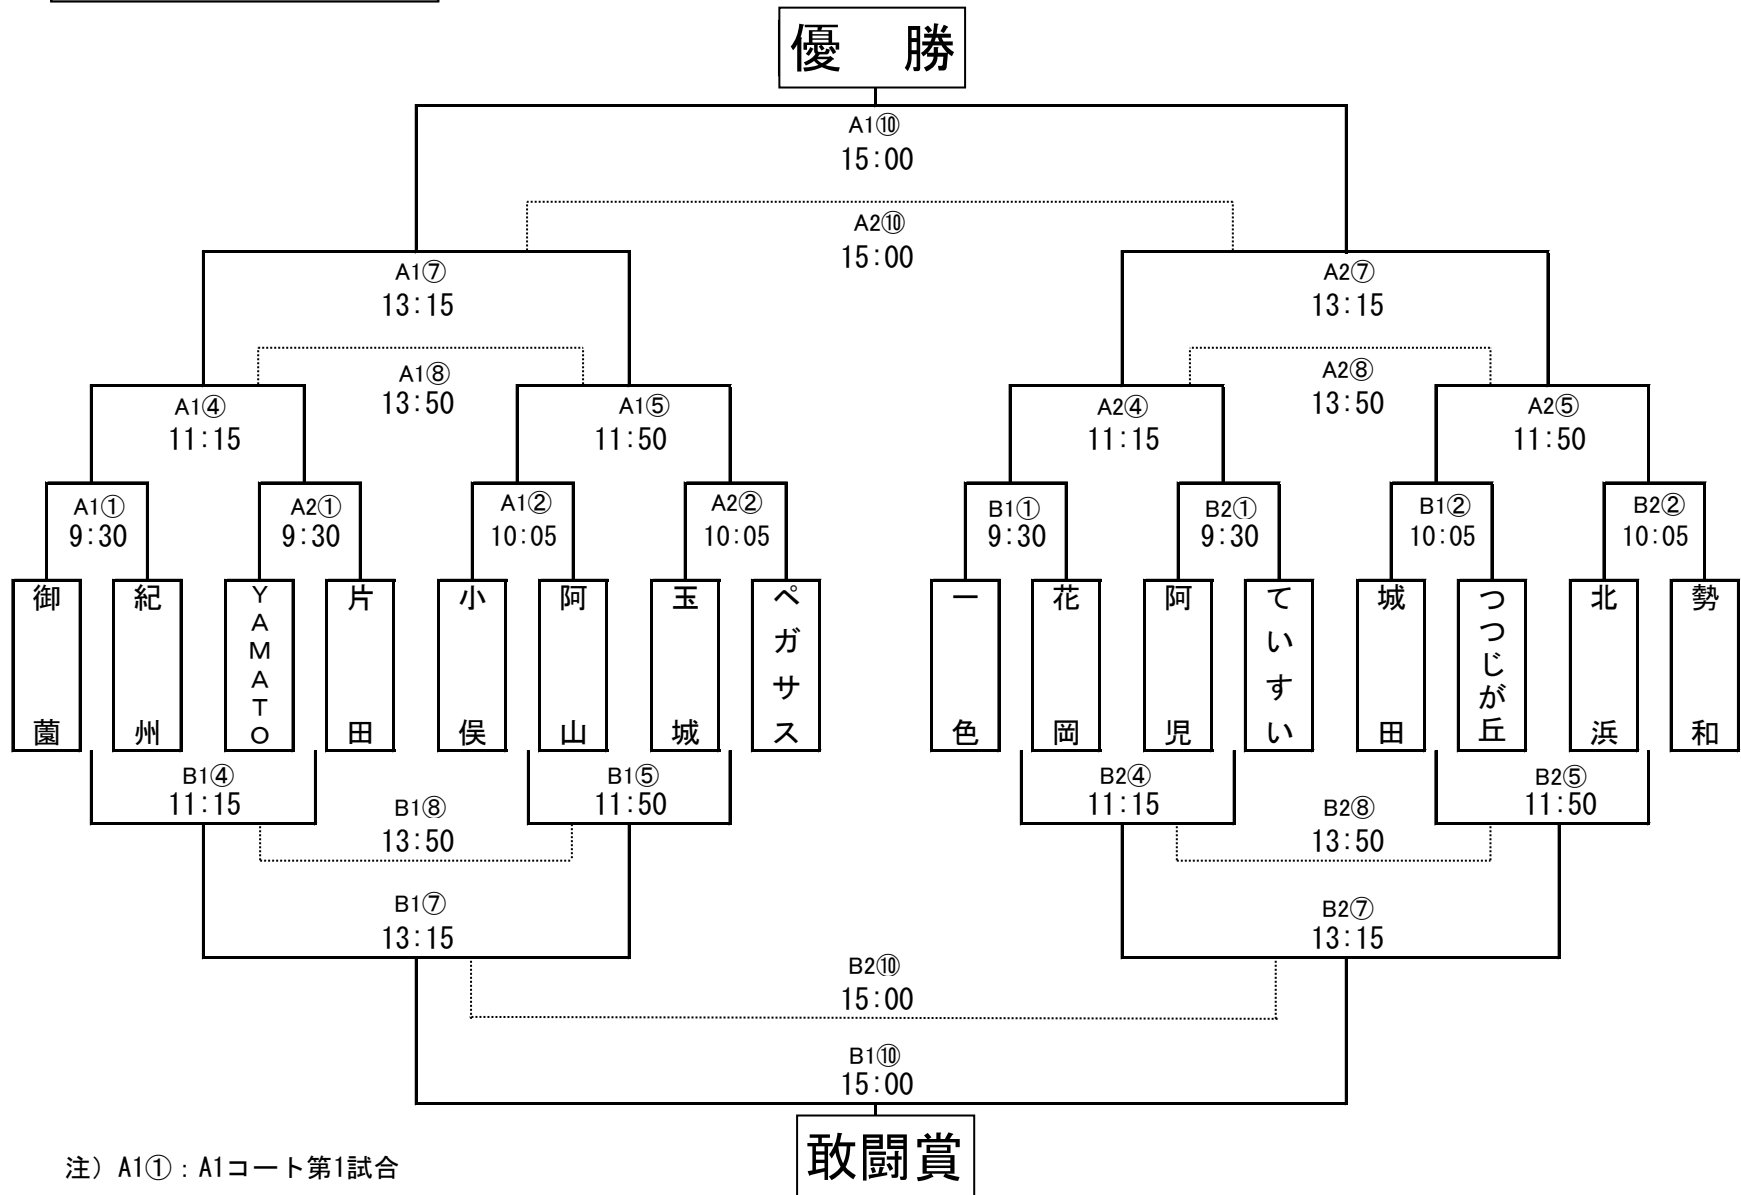 優　勝
A1⑩
15:00
A2⑩
15:00
A1⑦
13:15
A2⑦
13:15
A1⑧
13:50
A2⑧
13:50
A1④
11:15
A1⑤
11:50
A2④
11:15
A2⑤
11:50
A1①
9:30
A2①
9:30
A1②
10:05
A2②
10:05
B1①
9:30
B2①
9:30
B1②
10:05
B2②
10:05
御薗
紀州
YAMATO
片田
小俣
阿山
玉城
ペガサス
一色
花岡
阿児
ていすい
城田
つつじが丘
北浜
勢和
B1④
11:15
B1⑤
11:50
B2④
11:15
B2⑤
11:50
B1⑧
13:50
B2⑧
13:50
B1⑦
13:15
B2⑦
13:15
B2⑩
15:00
B1⑩
15:00
敢闘賞
注）A1①：A1コート第1試合